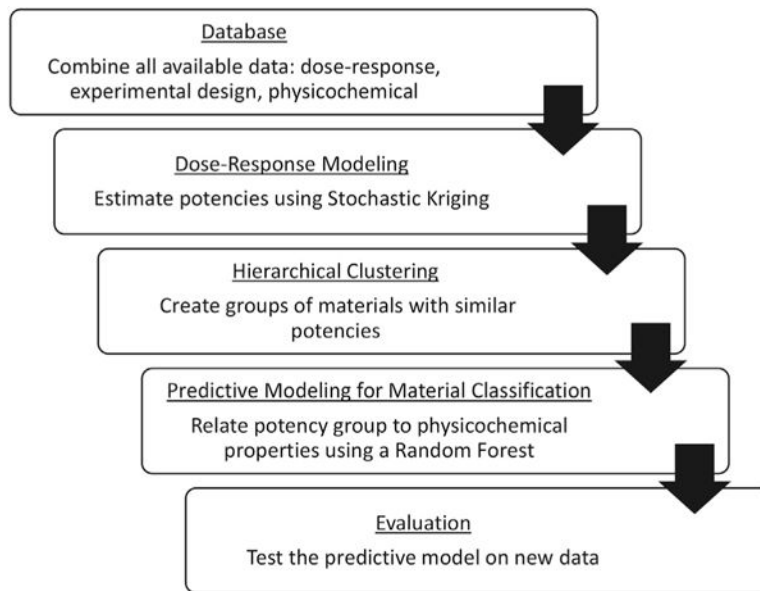 Database
Combine all available data: dose-response,
experimental design, physicochemical
Dose-Response Modeling
Estimate potencies using Stochastic Kriging
Hierarchical Clustering
Create groups of materials with similar
potencies
Predictive Modeling for Material Classification
Relate potency group to physicochemical
properties using a Random Forest
Evaluation
Test the predictive model on new data